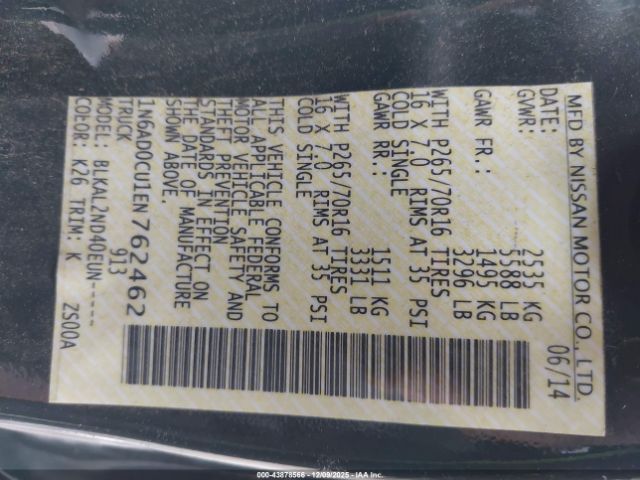 MFD BY NISSAN MOTOR CO., LTD.
DATE: 06/14
GVWR: 2535 KG
5588 LB
GAWR FR.: 1495 KG
3296 LB
WITH P265/70R16 TIRES
16 X 7.0 RIMS AT 35 PSI
COLD SINGLE
GAWR RR.: 1511 KG
3331 LB
WITH P265/70R16 TIRES
16 X 7.0 RIMS AT 35 PSI
COLD SINGLE
THIS VEHICLE CONFORMS TO
ALL APPLICABLE FEDERAL
MOTOR VEHICLE SAFETY AND
THEFT PREVENTION
STANDARDS IN EFFECT ON
THE DATE OF MANUFACTURE
SHOWN ABOVE.
1N6AD0CU1EN762462
TRUCK 913
MODEL: BLKAL2ND4DEUN-----
COLOR: K26 TRIM: K ZS00A
000-43878566 - 12/09/2025 - IAA Inc.